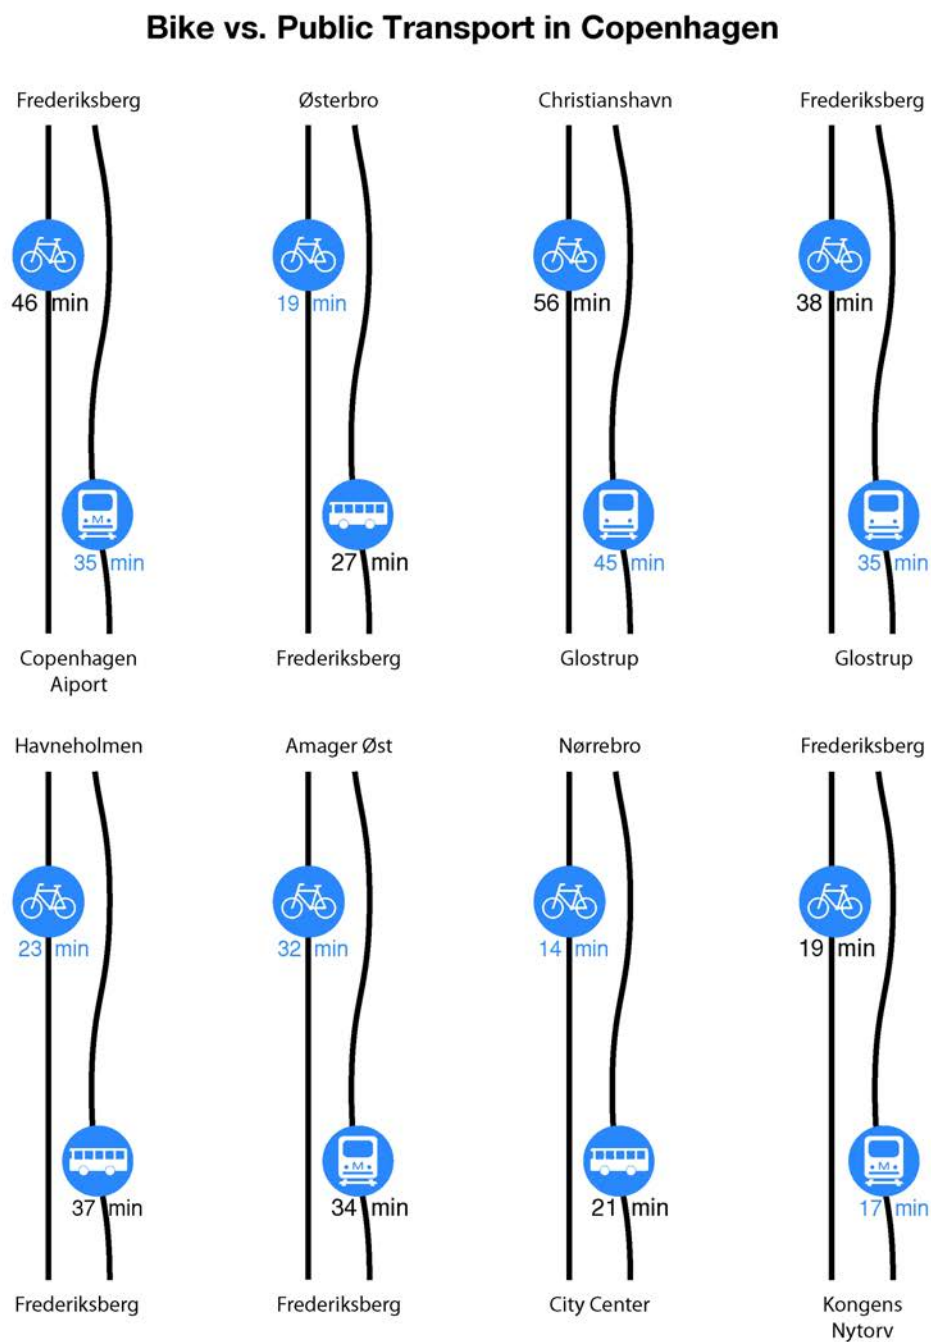 Bike vs. Public Transport in Copenhagen
Frederiksberg
46 min
M
35 min
Copenhagen
Aiport
Østerbro
19 min
27 min
Frederiksberg
Christianshavn
56 min
45 min
Glostrup
Frederiksberg
38 min
35 min
Glostrup
Havneholmen
23 min
37 min
Frederiksberg
Amager Øst
32 min
M
34 min
Frederiksberg
Nørrebro
14 min
21 min
City Center
Frederiksberg
19 min
M
17 min
Kongens
Nytorv